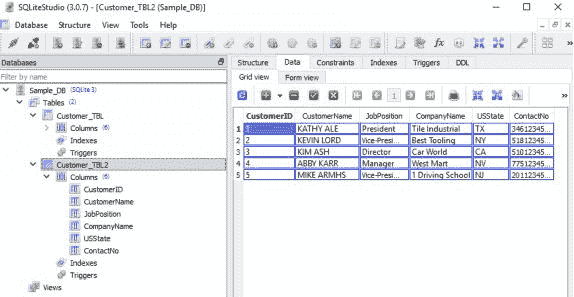 SQLiteStudio (3.0.7) - [Customer_TBL2 (Sample_DB)]
Database Structure View Tools Help
Databases
Filter by name
Sample_DB (SQLite 3)
Tables (2)
Customer_TBL
Columns (6)
Indexes
Triggers
Customer_TBL2
Columns (6)
CustomerID
CustomerName
JobPosition
CompanyName
USState
ContactNo
Indexes
Triggers
Views
Structure Data Constraints Indexes Triggers DDL
Grid view Form view
1
CustomerID CustomerName JobPosition CompanyName USState ContactNo
1 1 KATHY ALE President Tile Industrial TX 34612345...
2 2 KEVIN LORD Vice-Presi... Best Tooling NY 51812345...
3 3 KIM ASH Director Car World CA 51012345...
4 4 ABBY KARR Manager West Mart NV 77512345...
5 5 MIKE ARMHS Vice-Presi... 1 Driving School NJ 20112345...